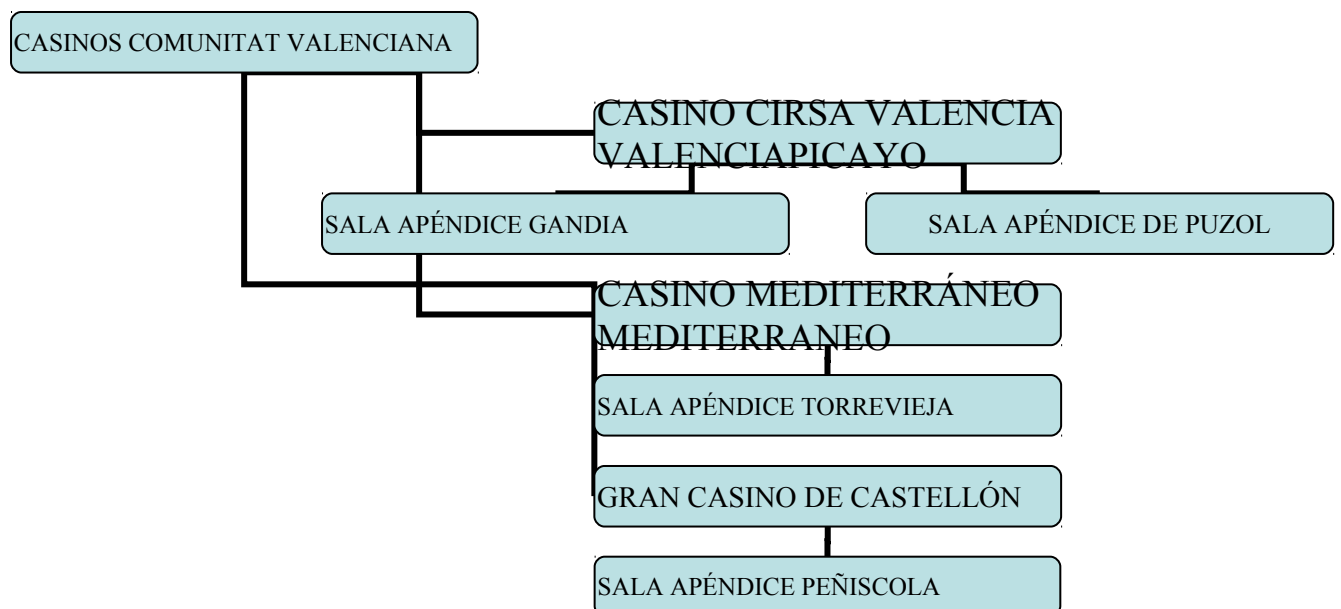 CASINOS COMUNITAT VALENCIANA
CASINO CIRSA VALENCIA
VALENCIAPICAYO
SALA APÉNDICE GANDIA
SALA APÉNDICE DE PUZOL
CASINO MEDITERRÁNEO
MEDITERRANEO
SALA APÉNDICE TORREVIEJA
GRAN CASINO DE CASTELLÓN
SALA APÉNDICE PEÑISCOLA